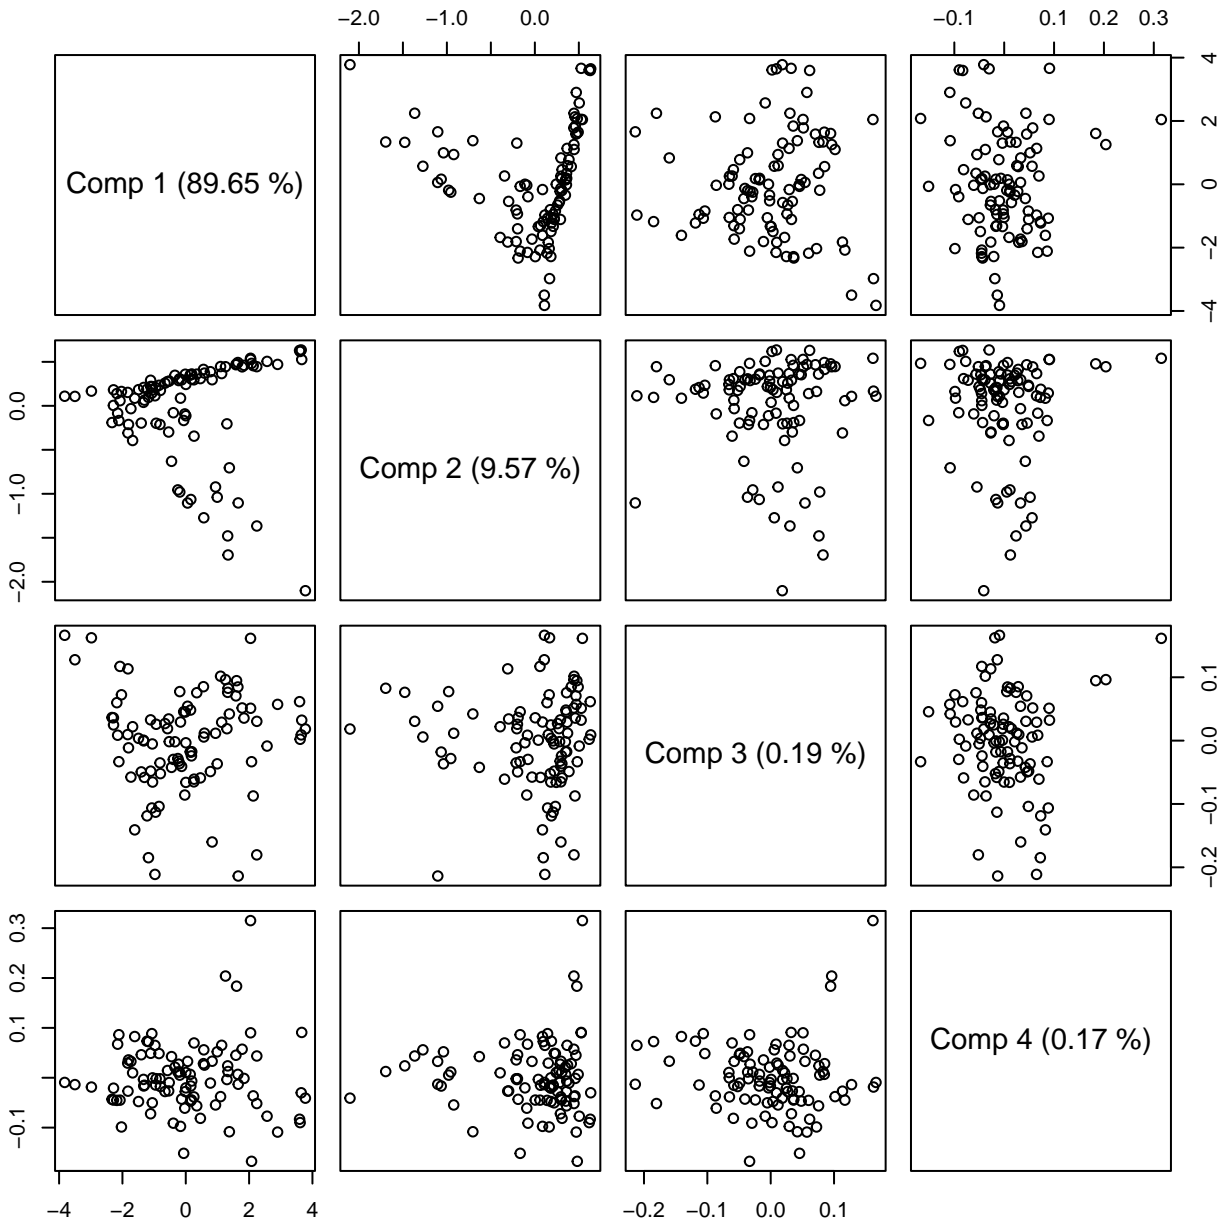 −2.0 −1.0 0.0 −0.1 0.1 0.2 0.3
Comp 1 (89.65 %)
−4 −2 0 2 4
−2.0 −1.0 0.0
Comp 2 (9.57 %)
Comp 3 (0.19 %)
−0.2 −0.1 0.0 0.1
−0.1 0.1 0.2 0.3
Comp 4 (0.17 %)
−4 −2 0 2 4 −0.2 −0.1 0.0 0.1